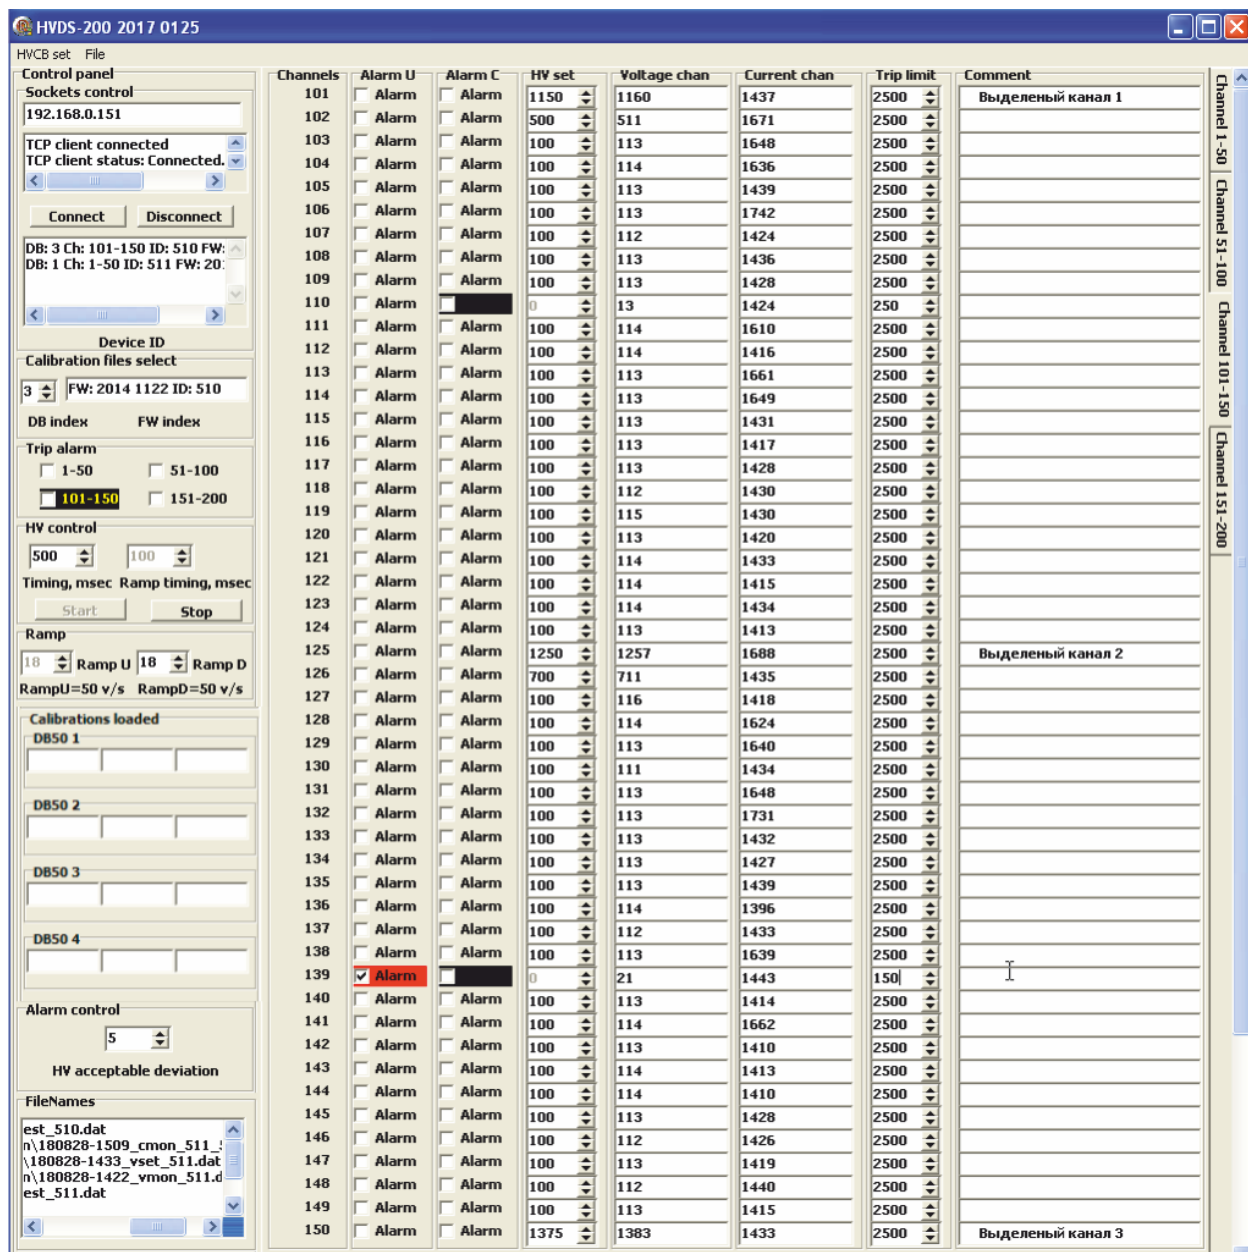 HVDS-200 2017 0125
HVCB set File
Control panel
Sockets control
192.168.0.151
TCP client connected
TCP client status: Connected.
Connect Disconnect
DB: 3 Ch: 101-150 ID: 510 FW:
DB: 1 Ch: 1-50 ID: 511 FW: 20
Device ID
Calibration files select
3 FW: 2014 1122 ID: 510
DB index FW index
Trip alarm
1-50 51-100
101-150 151-200
HV control
500 100
Timing, msec Ramp timing, msec
Start Stop
Ramp
18 Ramp U 18 Ramp D
RampU=50 v/s RampD=50 v/s
Calibrations loaded
DB50 1
DB50 2
DB50 3
DB50 4
Alarm control
5
HV acceptable deviation
FileNames
est_510.dat
n\180828-1509_cmon_511_
\180828-1433_vset_511.dat
n\180828-1422_vmon_511.d
est_511.dat
Channels Alarm U Alarm C HV set Voltage chan Current chan Trip limit Comment
101 Alarm Alarm 1150 1160 1437 2500 Выделеный канал 1
102 Alarm Alarm 500 511 1671 2500
103 Alarm Alarm 100 113 1648 2500
104 Alarm Alarm 100 114 1636 2500
105 Alarm Alarm 100 113 1439 2500
106 Alarm Alarm 100 113 1742 2500
107 Alarm Alarm 100 112 1424 2500
108 Alarm Alarm 100 113 1436 2500
109 Alarm Alarm 100 113 1428 2500
110 Alarm 0 13 1424 250
111 Alarm Alarm 100 114 1610 2500
112 Alarm Alarm 100 114 1416 2500
113 Alarm Alarm 100 113 1661 2500
114 Alarm Alarm 100 113 1649 2500
115 Alarm Alarm 100 113 1431 2500
116 Alarm Alarm 100 113 1417 2500
117 Alarm Alarm 100 113 1428 2500
118 Alarm Alarm 100 112 1430 2500
119 Alarm Alarm 100 115 1430 2500
120 Alarm Alarm 100 113 1420 2500
121 Alarm Alarm 100 114 1433 2500
122 Alarm Alarm 100 114 1415 2500
123 Alarm Alarm 100 114 1434 2500
124 Alarm Alarm 100 113 1413 2500
125 Alarm Alarm 1250 1257 1688 2500 Выделеный канал 2
126 Alarm Alarm 700 711 1435 2500
127 Alarm Alarm 100 116 1418 2500
128 Alarm Alarm 100 114 1624 2500
129 Alarm Alarm 100 113 1640 2500
130 Alarm Alarm 100 111 1434 2500
131 Alarm Alarm 100 113 1648 2500
132 Alarm Alarm 100 113 1731 2500
133 Alarm Alarm 100 113 1432 2500
134 Alarm Alarm 100 113 1427 2500
135 Alarm Alarm 100 113 1439 2500
136 Alarm Alarm 100 114 1396 2500
137 Alarm Alarm 100 112 1433 2500
138 Alarm Alarm 100 113 1639 2500
139 Alarm 0 21 1443 150
140 Alarm Alarm 100 113 1414 2500
141 Alarm Alarm 100 114 1662 2500
142 Alarm Alarm 100 113 1410 2500
143 Alarm Alarm 100 114 1413 2500
144 Alarm Alarm 100 114 1410 2500
145 Alarm Alarm 100 113 1428 2500
146 Alarm Alarm 100 112 1426 2500
147 Alarm Alarm 100 113 1419 2500
148 Alarm Alarm 100 112 1440 2500
149 Alarm Alarm 100 113 1415 2500
150 Alarm Alarm 1375 1383 1433 2500 Выделеный канал 3
Channel 1-50
Channel 51-100
Channel 101-150
Channel 151-200